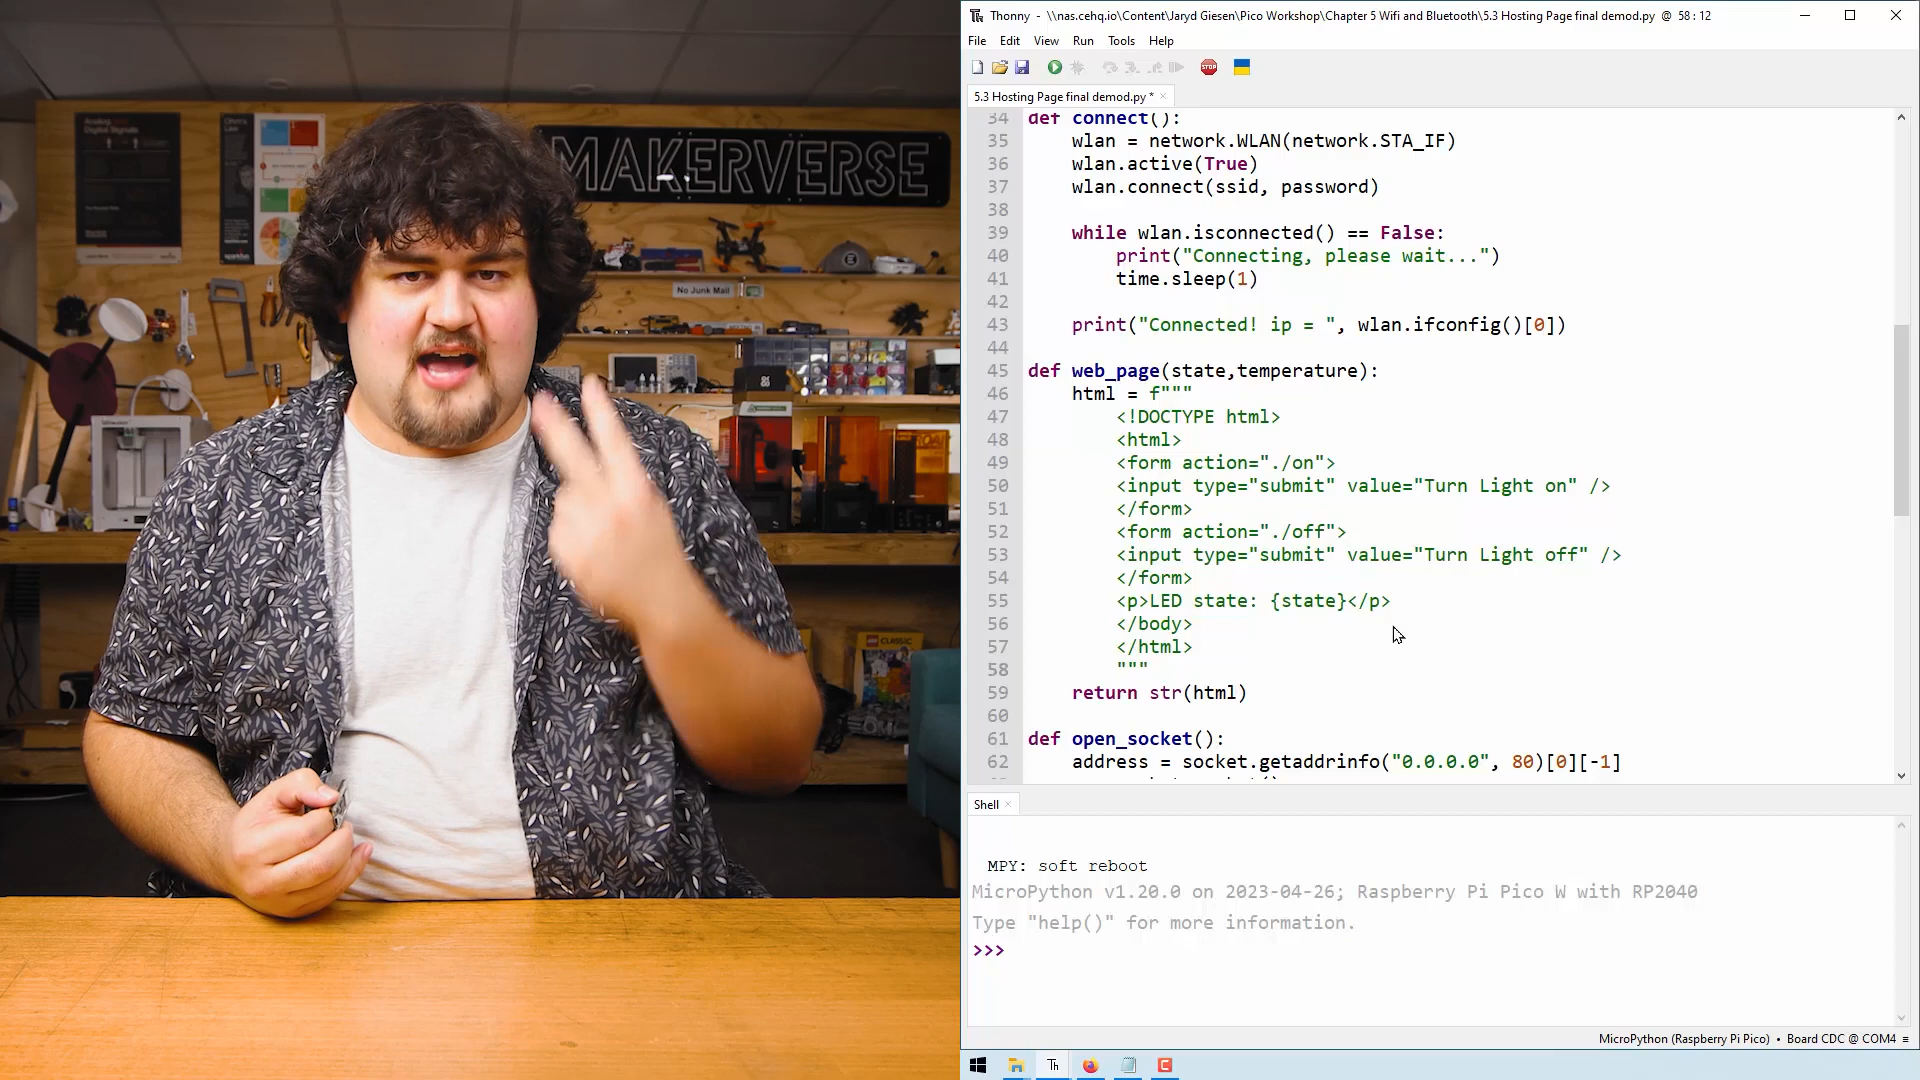 Analog
Digital Signals
MAKERVERSE
No Junk Mail
CLASSIC
Thonny - \\nas.cehq.io\Content\Jaryd Giesen\Pico Workshop\Chapter 5 Wifi and Bluetooth\5.3 Hosting Page final demod.py @ 58 : 12
File Edit View Run Tools Help
STOP
5.3 Hosting Page final demod.py *
34 def connect():
35 wlan = network.WLAN(network.STA_IF)
36 wlan.active(True)
37 wlan.connect(ssid, password)
38
39 while wlan.isconnected() == False:
40 print("Connecting, please wait...")
41 time.sleep(1)
42
43 print("Connected! ip = ", wlan.ifconfig()[0])
44
45 def web_page(state,temperature):
46 html = f"""
47 <!DOCTYPE html>
48 <html>
49 <form action="./on">
50 <input type="submit" value="Turn Light on" />
51 </form>
52 <form action="./off">
53 <input type="submit" value="Turn Light off" />
54 </form>
55 <p>LED state: {state}</p>
56 </body>
57 </html>
58 """
59 return str(html)
60
61 def open_socket():
62 address = socket.getaddrinfo("0.0.0.0", 80)[0][-1]
Shell
MPY: soft reboot
MicroPython v1.20.0 on 2023-04-26; Raspberry Pi Pico W with RP2040
Type "help()" for more information.
>>>
MicroPython (Raspberry Pi Pico) • Board CDC @ COM4 ≡